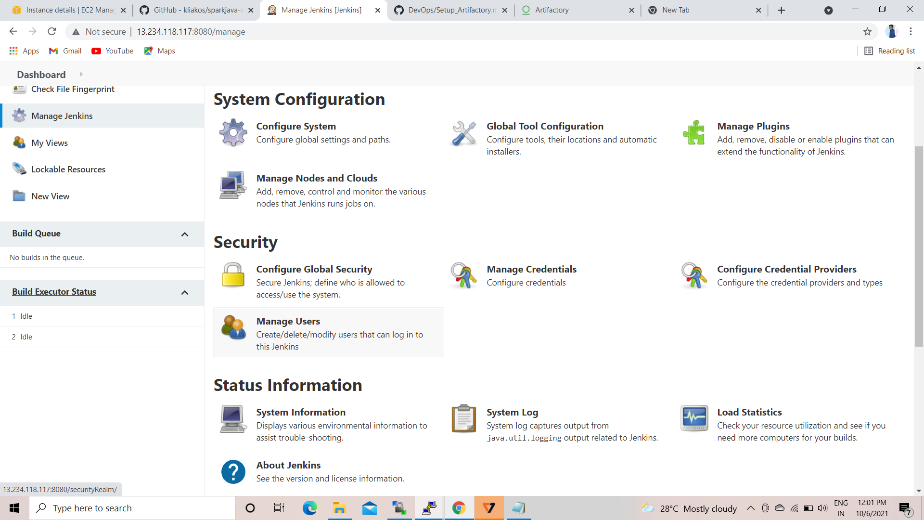 Instance details | EC2 Mana
GitHub - kliakos/sparkjava-w
Manage Jenkins [Jenkins]
DevOps/Setup_Artifactory.m
Artifactory
New Tab
Not secure | 13.234.118.117:8080/manage
Apps
Gmail
YouTube
Maps
Reading list
Dashboard
Check File Fingerprint
Manage Jenkins
My Views
Lockable Resources
New View
Build Queue
No builds in the queue.
Build Executor Status
1 Idle
2 Idle
System Configuration
Configure System
Configure global settings and paths.
Global Tool Configuration
Configure tools, their locations and automatic
installers.
Manage Plugins
Add, remove, disable or enable plugins that can
extend the functionality of Jenkins.
Manage Nodes and Clouds
Add, remove, control and monitor the various
nodes that Jenkins runs jobs on.
Security
Configure Global Security
Secure Jenkins; define who is allowed to
access/use the system.
Manage Credentials
Configure credentials
Configure Credential Providers
Configure the credential providers and types
Manage Users
Create/delete/modify users that can log in to
this Jenkins
Status Information
System Information
Displays various environmental information to
assist trouble-shooting.
System Log
System log captures output from
java.util.logging output related to Jenkins.
Load Statistics
Check your resource utilization and see if you
need more computers for your builds.
About Jenkins
See the version and license information.
13.234.118.117:8080/securityRealm/
Type here to search
28°C Mostly cloudy
ENG
IN
12:01 PM
10/6/2021
7